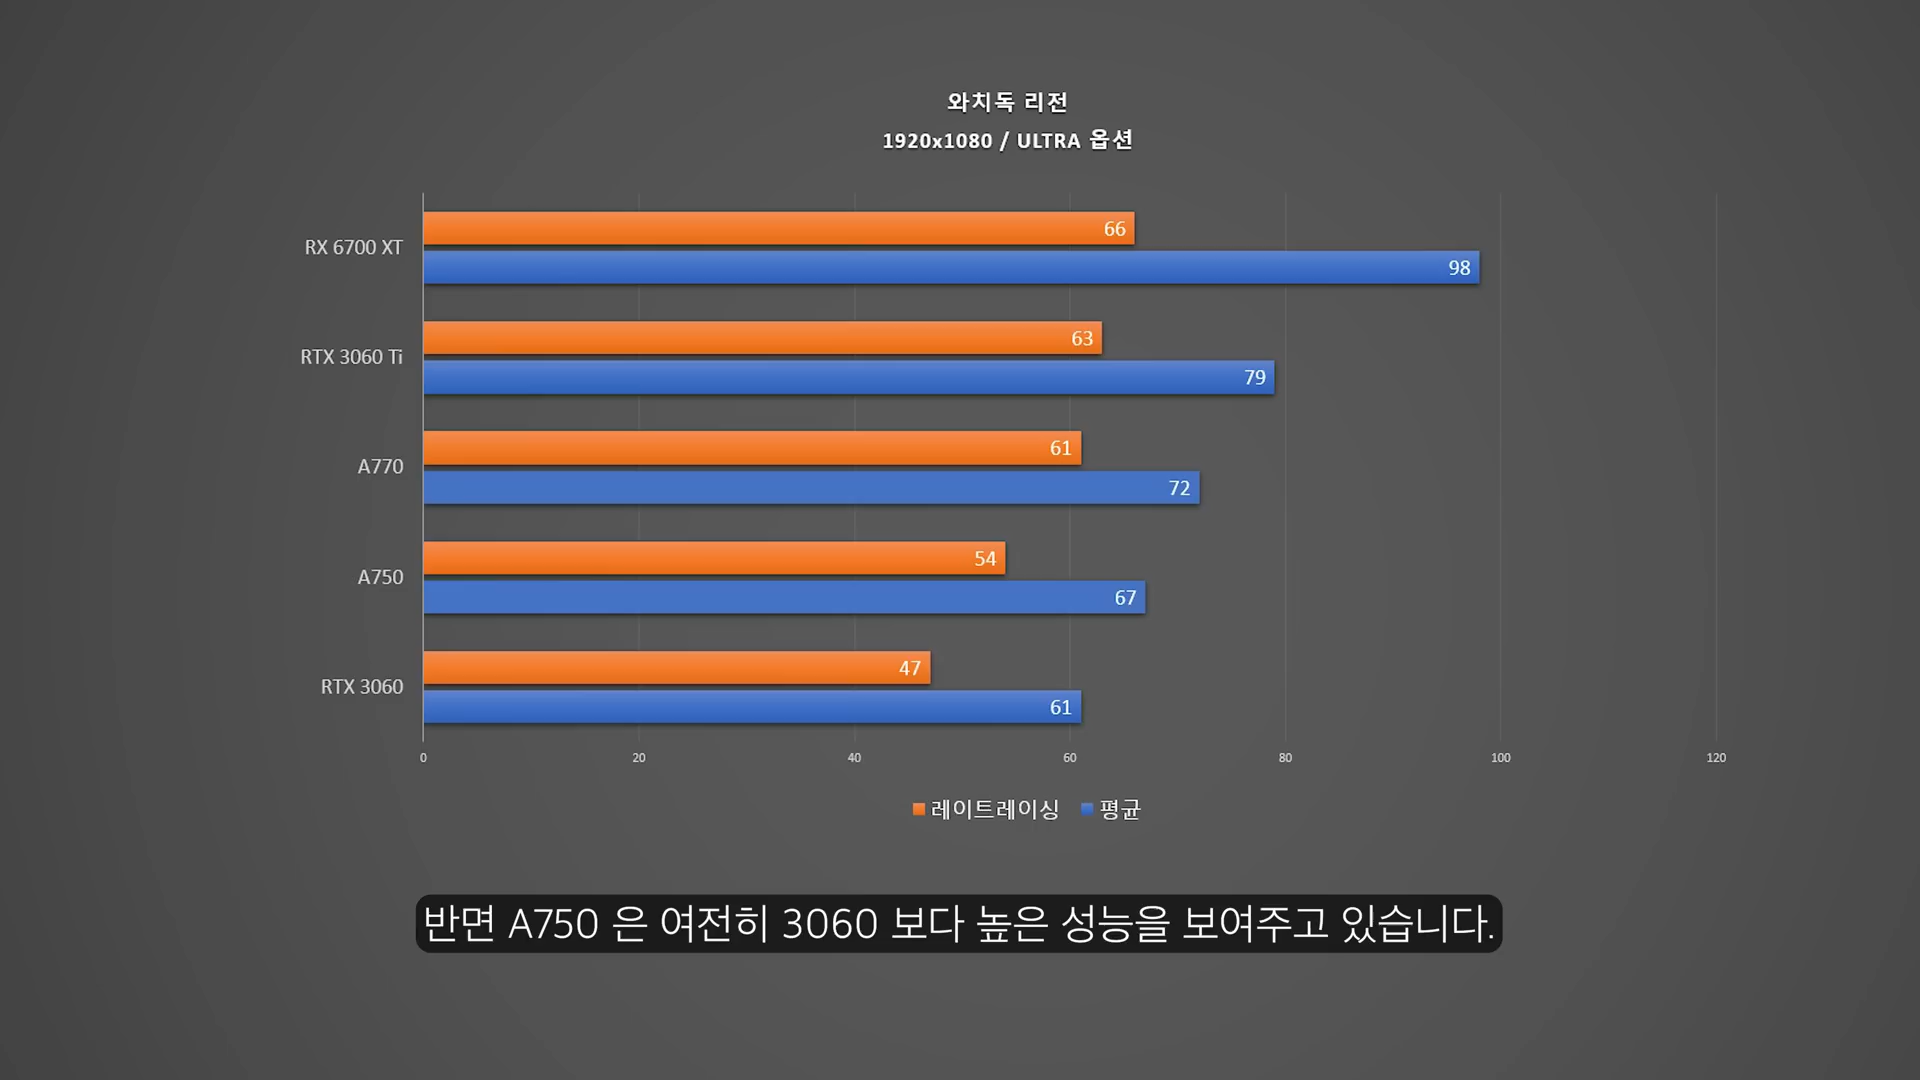 와치독 리전
1920x1080 / ULTRA 옵션
RX 6700 XT
66
98
RTX 3060 Ti
63
79
A770
61
72
A750
54
67
RTX 3060
47
61
0 20 40 60 80 100 120
레이트레이싱 평균
반면 A750 은 여전히 3060 보다 높은 성능을 보여주고 있습니다.